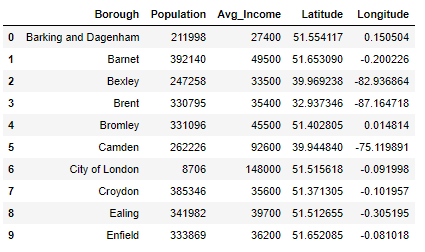 Borough Population Avg_Income Latitude Longitude
0 Barking and Dagenham 211998 27400 51.554117 0.150504
1 Barnet 392140 49500 51.653090 -0.200226
2 Bexley 247258 33500 39.969238 -82.936864
3 Brent 330795 35400 32.937346 -87.164718
4 Bromley 331096 45500 51.402805 0.014814
5 Camden 262226 92600 39.944840 -75.119891
6 City of London 8706 148000 51.515618 -0.091998
7 Croydon 385346 35600 51.371305 -0.101957
8 Ealing 341982 39700 51.512655 -0.305195
9 Enfield 333869 36200 51.652085 -0.081018